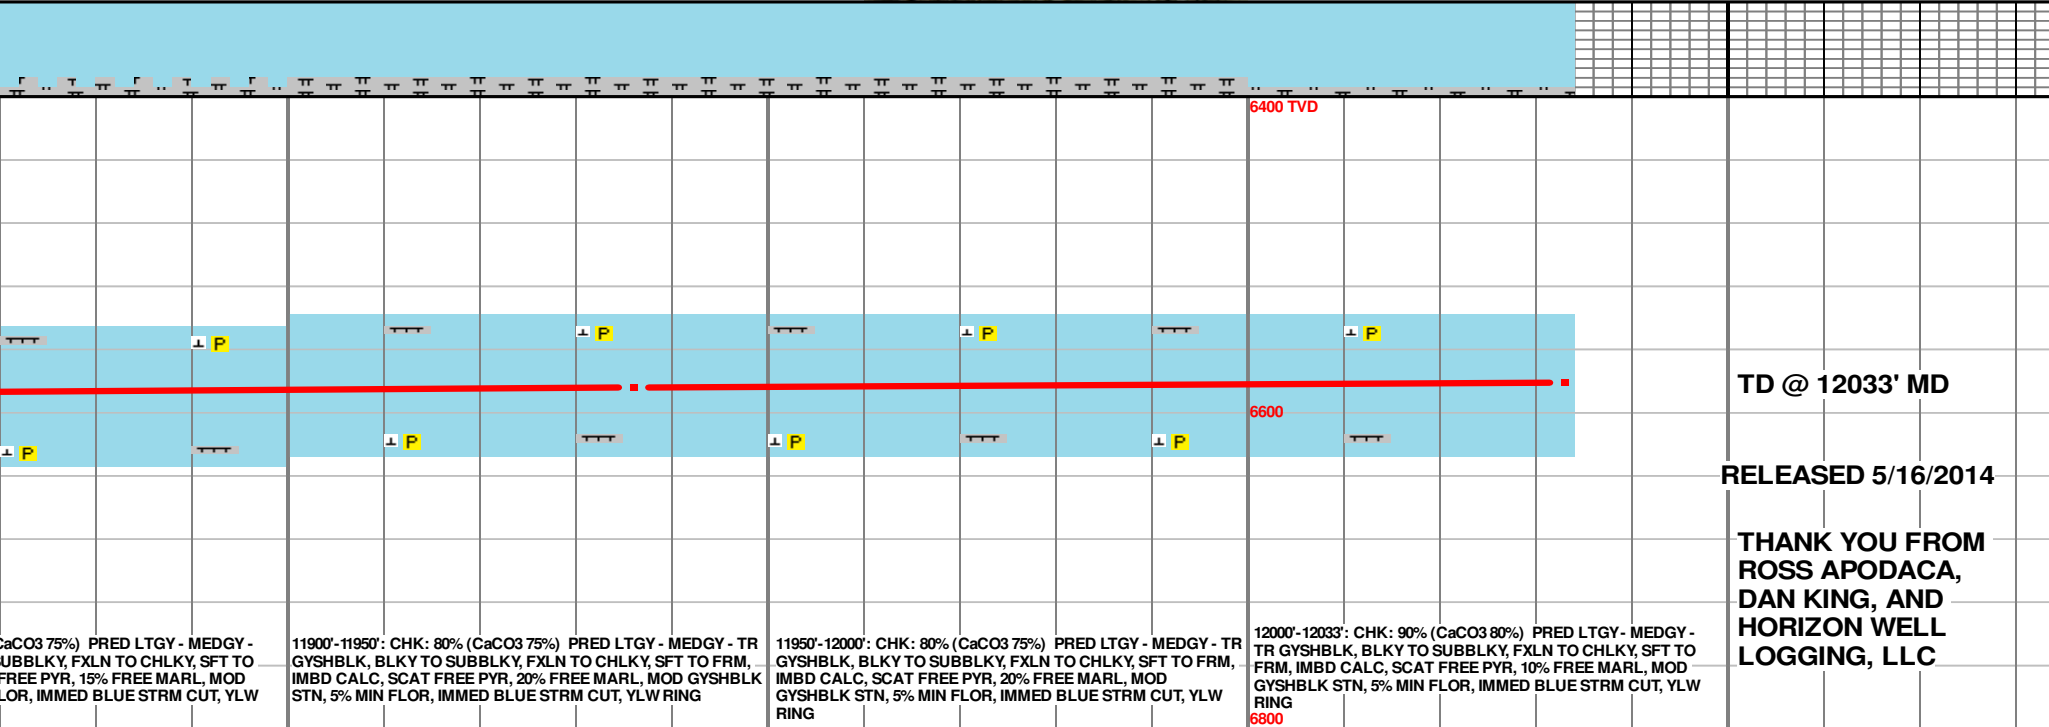 6400 TVD
P
P
P
P
TD @ 12033' MD
6600
P
P
P
P
RELEASED 5/16/2014
THANK YOU FROM
ROSS APODACA,
DAN KING, AND
HORIZON WELL
LOGGING, LLC
CaCO3 75%) PRED LTGY - MEDGY -
SUBBLKY, FXLN TO CHLKY, SFT TO
FREE PYR, 15% FREE MARL, MOD
LOR, IMMED BLUE STRM CUT, YLW
11900'-11950': CHK: 80% (CaCO3 75%) PRED LTGY - MEDGY - TR
GYSHBLK, BLKY TO SUBBLKY, FXLN TO CHLKY, SFT TO FRM,
IMBD CALC, SCAT FREE PYR, 20% FREE MARL, MOD GYSHBLK
STN, 5% MIN FLOR, IMMED BLUE STRM CUT, YLW RING
11950'-12000': CHK: 80% (CaCO3 75%) PRED LTGY - MEDGY - TR
GYSHBLK, BLKY TO SUBBLKY, FXLN TO CHLKY, SFT TO FRM,
IMBD CALC, SCAT FREE PYR, 20% FREE MARL, MOD
GYSHBLK STN, 5% MIN FLOR, IMMED BLUE STRM CUT, YLW
RING
12000'-12033': CHK: 90% (CaCO3 80%) PRED LTGY - MEDGY -
TR GYSHBLK, BLKY TO SUBBLKY, FXLN TO CHLKY, SFT TO
FRM, IMBD CALC, SCAT FREE PYR, 10% FREE MARL, MOD
GYSHBLK STN, 5% MIN FLOR, IMMED BLUE STRM CUT, YLW
RING
6800